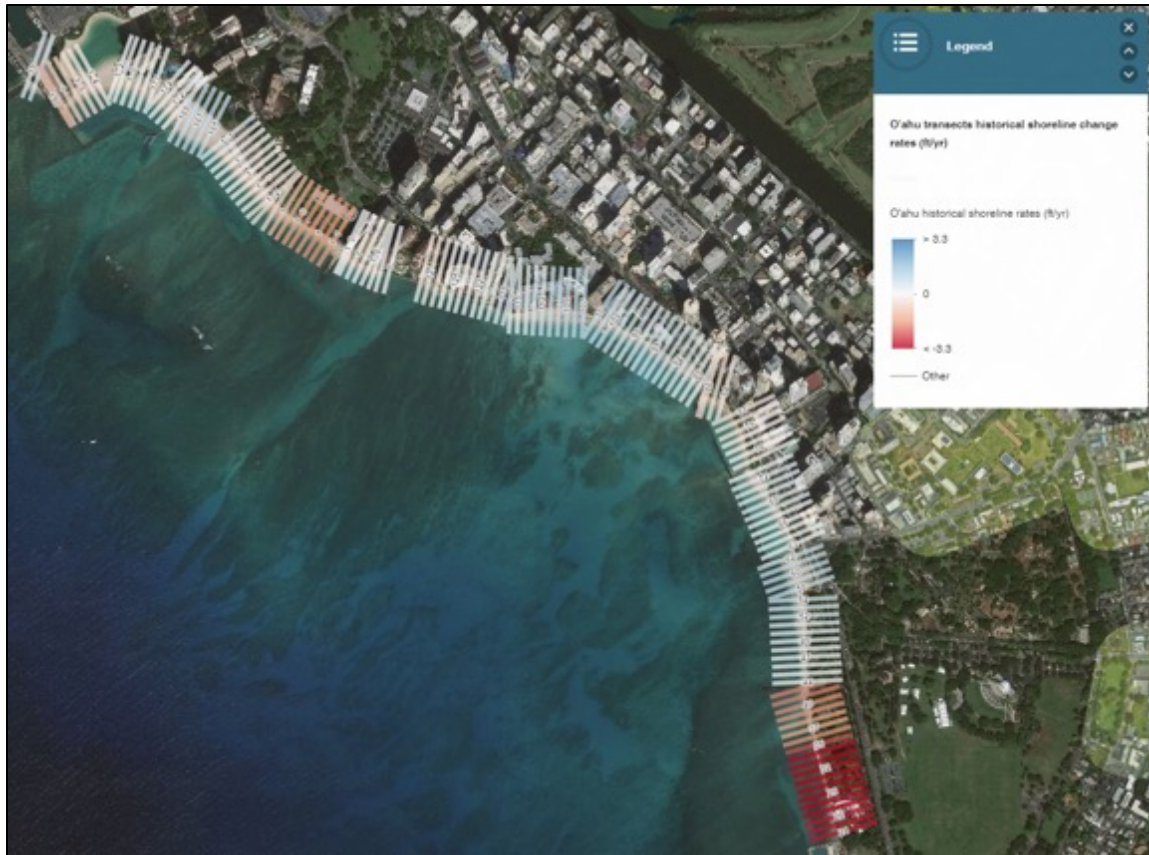 Legend
O'ahu transects historical shoreline change
rates (ft/yr)
O'ahu historical shoreline rates (ft/yr)
> 3.3
0
< -3.3
Other